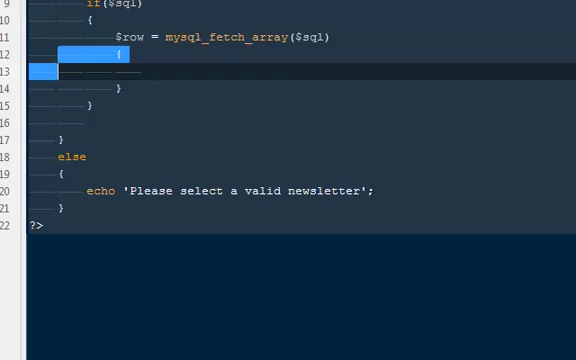 9 if($sql)
10 {
11 $row = mysql_fetch_array($sql)
12 {
13
14 }
15 }
16
17 }
18 else
19 {
20 echo 'Please select a valid newsletter';
21 }
22 ?>